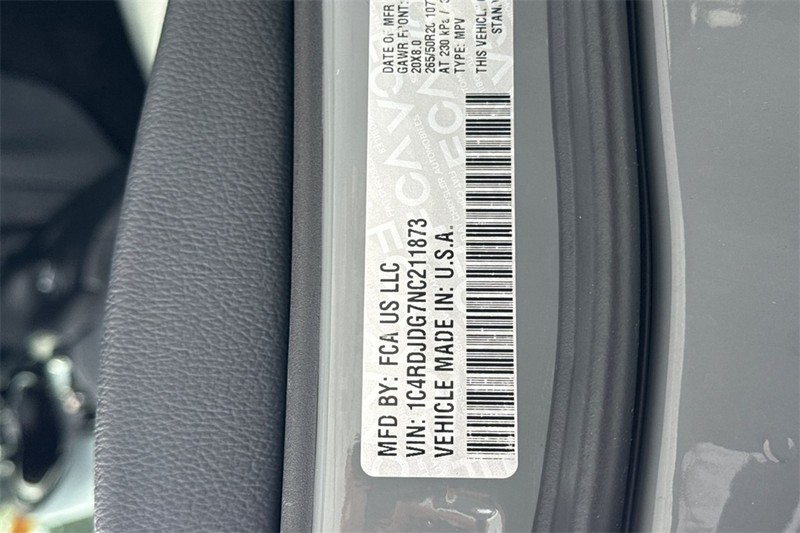 MFD BY: FCA US LLC
VIN: 1C4RDJDG7NC211873
VEHICLE MADE IN: U.S.A.
DATE OF MFR
GAWR FRONT:
20X8.0
265/50R20 107
AT 230 kPa /
TYPE: MPV
THIS VEHICLE